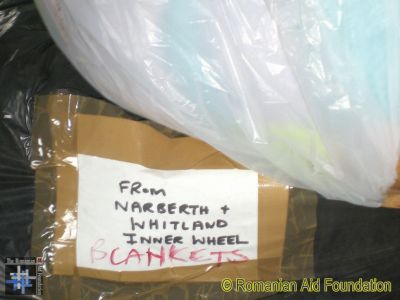 FROM
NARBERTH +
WHITLAND
INNER WHEEL
BLANKETS
© Romanian Aid Foundation